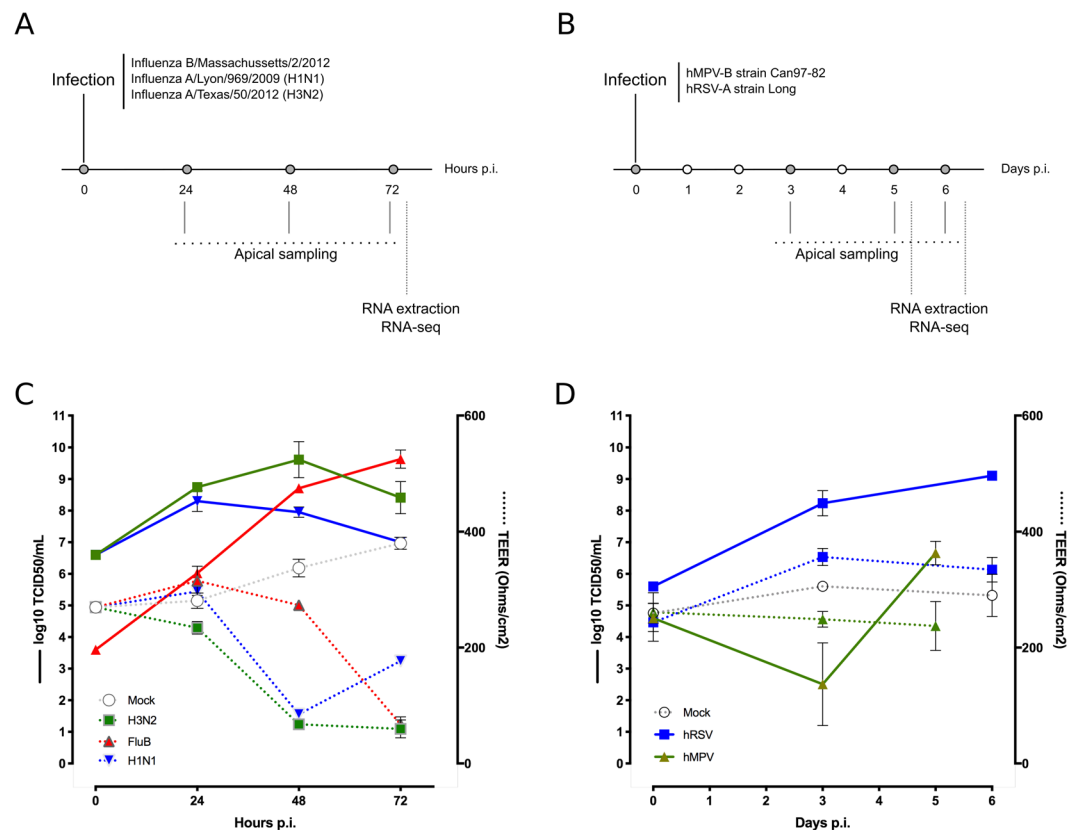 A
Infection
Influenza B/Massachussetts/2/2012
Influenza A/Lyon/969/2009 (H1N1)
Influenza A/Texas/50/2012 (H3N2)
Hours p.i.
0 24 48 72
Apical sampling
RNA extraction
RNA-seq
B
Infection
hMPV-B strain Can97-82
hRSV-A strain Long
Days p.i.
0 1 2 3 4 5 6
Apical sampling
RNA extraction
RNA-seq
C
log10 TCID50/mL
11
10
9
8
7
6
5
4
3
2
1
0
600
400
200
0
TEER (Ohms/cm2)
Mock
H3N2
FluB
H1N1
0 24 48 72
Hours p.i.
D
log10 TCID50/mL
11
10
9
8
7
6
5
4
3
2
1
0
600
400
200
0
TEER (Ohms/cm2)
Mock
hRSV
hMPV
0 1 2 3 4 5 6
Days p.i.